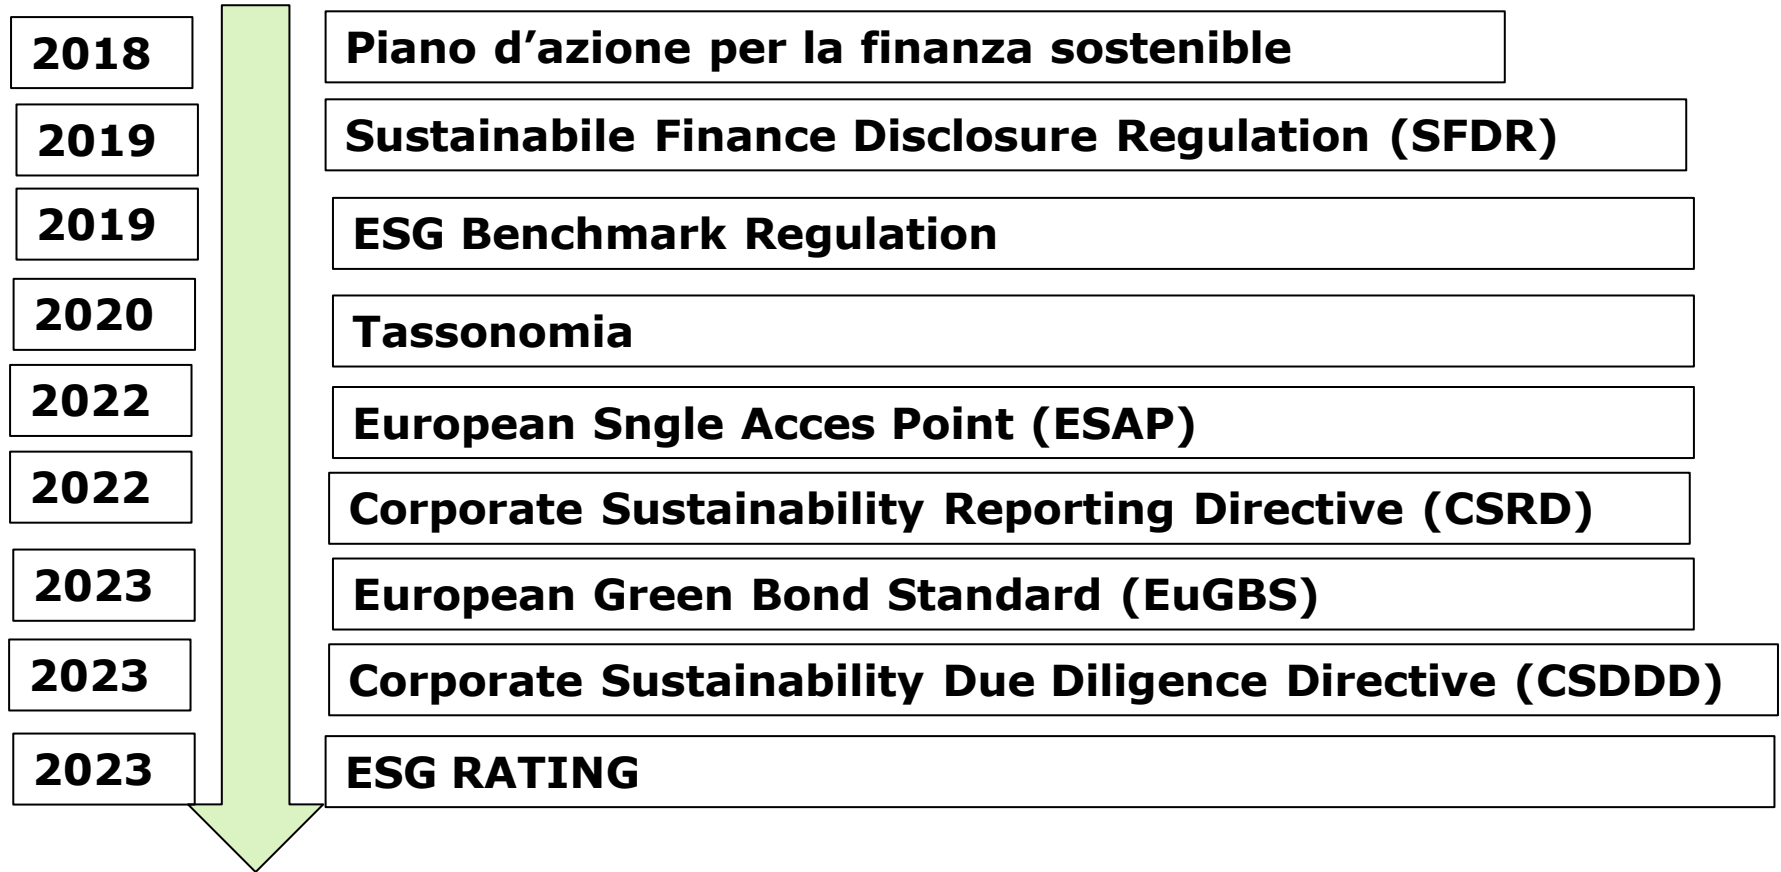 2018
Piano d’azione per la finanza sostenible
2019
Sustainabile Finance Disclosure Regulation (SFDR)
2019
ESG Benchmark Regulation
2020
Tassonomia
2022
European Sngle Acces Point (ESAP)
2022
Corporate Sustainability Reporting Directive (CSRD)
2023
European Green Bond Standard (EuGBS)
2023
Corporate Sustainability Due Diligence Directive (CSDDD)
2023
ESG RATING